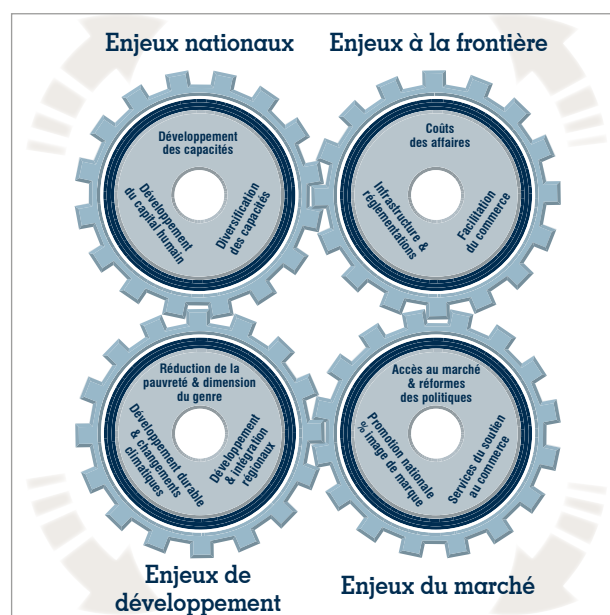 Enjeux nationaux
Enjeux à la frontière
Développement
des capacités
Développement
du capital humain
Diversification
des capacités
Coûts
des affaires
Infrastructure &
réglementations
Facilitation
du commerce
Réduction de la
pauvreté & dimension
du genre
Développement durable
& changements
climatiques
Développement
& intégration
régionaux
Accès au marché
& réformes
des politiques
Promotion nationale
& image de marque
Services du soutien
au commerce
Enjeux de
développement
Enjeux du marché